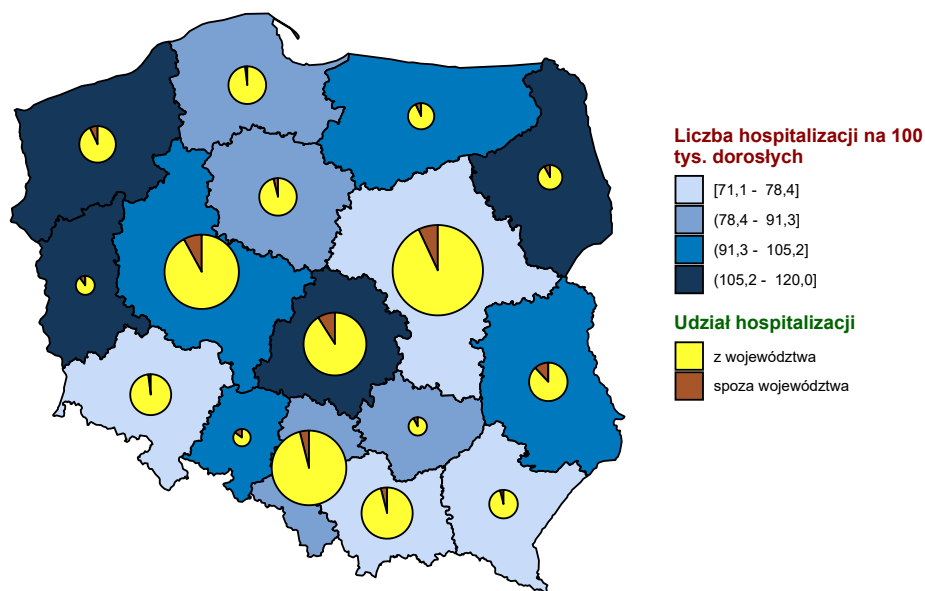 Liczba hospitalizacji na 100
tys. dorosłych
[71,1 - 78,4]
(78,4 - 91,3]
(91,3 - 105,2]
(105,2 - 120,0]
Udział hospitalizacji
z województwa
spoza województwa